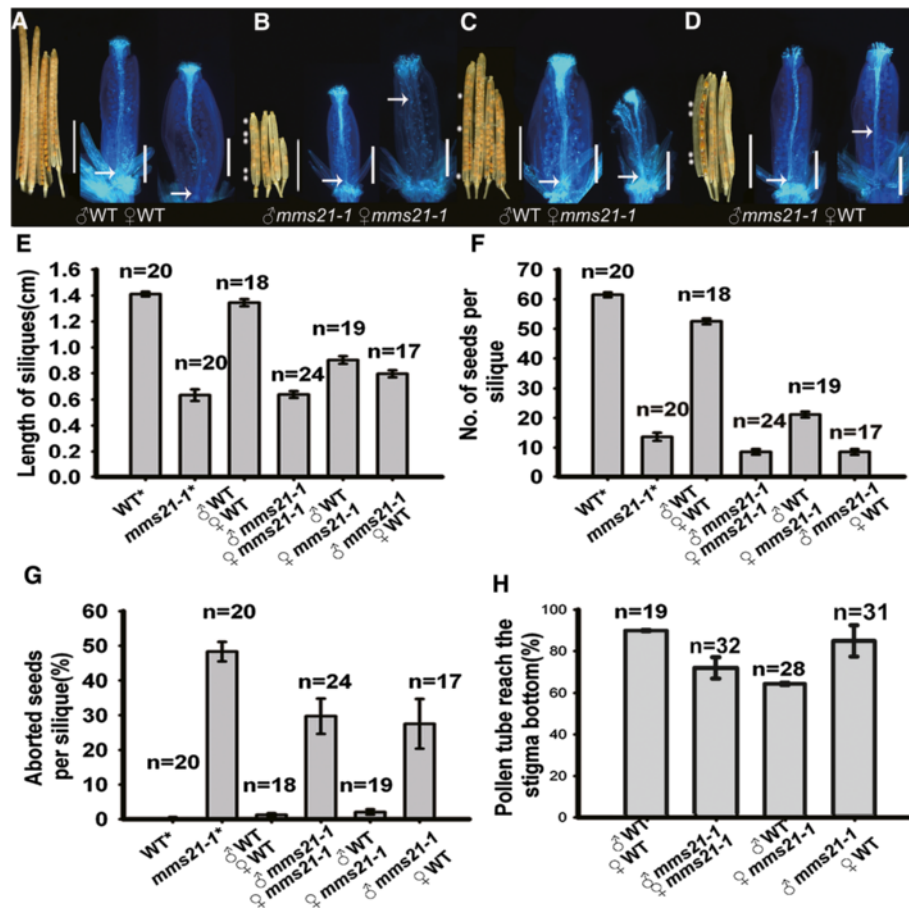 A B C D
♂WT ♀WT ♂mms21-1 ♀mms21-1 ♂WT ♀mms21-1 ♂mms21-1 ♀WT
E
Length of siliques(cm)
1.6
1.4
1.2
1.0
0.8
0.6
0.4
0.2
0.0
n=20
n=20
n=18
n=24
n=19
n=17
WT*
mms21-1*
♂WT
♀WT
♂mms21-1
♀mms21-1
♂WT
♀mms21-1
♂mms21-1
♀WT
F
No. of seeds per
silique
70
60
50
40
30
20
10
0
n=20
n=20
n=18
n=24
n=19
n=17
WT*
mms21-1*
♂WT
♀WT
♂mms21-1
♀mms21-1
♂WT
♀mms21-1
♂mms21-1
♀WT
G
Aborted seeds
per silique(%)
60
50
40
30
20
10
0
n=20
n=20
n=18
n=24
n=19
n=17
WT*
mms21-1*
♂WT
♀WT
♂mms21-1
♀mms21-1
♂WT
♀mms21-1
♂mms21-1
♀WT
H
Pollen tube reach the
stigma bottom(%)
100
80
60
40
20
0
n=19
n=32
n=28
n=31
♂WT
♀WT
♂mms21-1
♀mms21-1
♂WT
♀mms21-1
♂mms21-1
♀WT